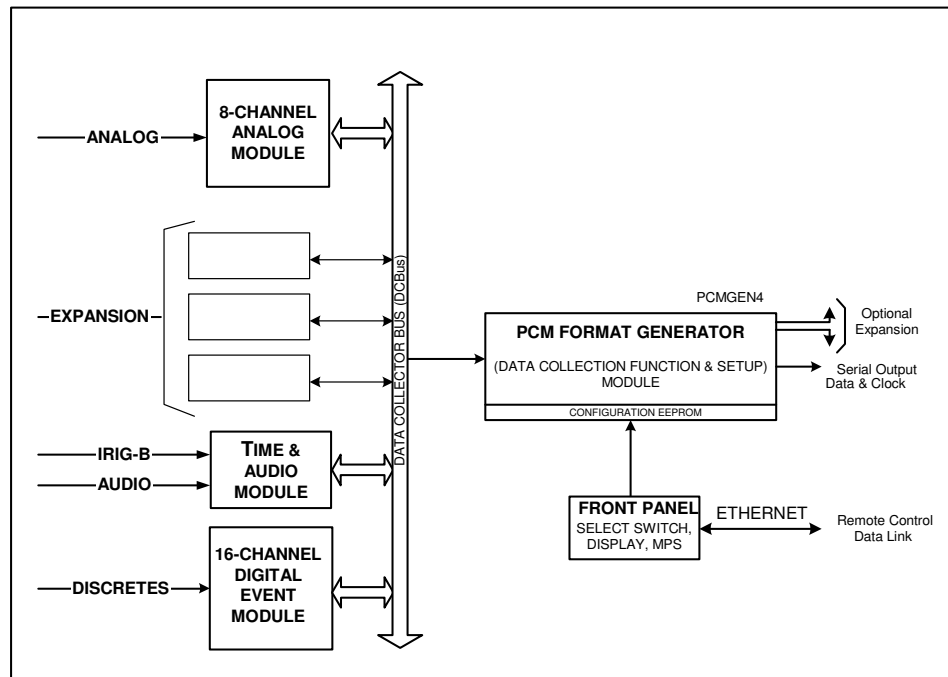 8-CHANNEL
ANALOG
MODULE
ANALOG
EXPANSION
IRIG-B
AUDIO
TIME &
AUDIO
MODULE
DISCRETES
16-CHANNEL
DIGITAL
EVENT
MODULE
DATA COLLECTOR BUS (DCBus)
PCMGEN4
PCM FORMAT GENERATOR
(DATA COLLECTION FUNCTION & SETUP)
MODULE
CONFIGURATION EEPROM
Optional
Expansion
Serial Output
Data & Clock
FRONT PANEL
SELECT SWITCH,
DISPLAY, MPS
ETHERNET
Remote Control
Data Link